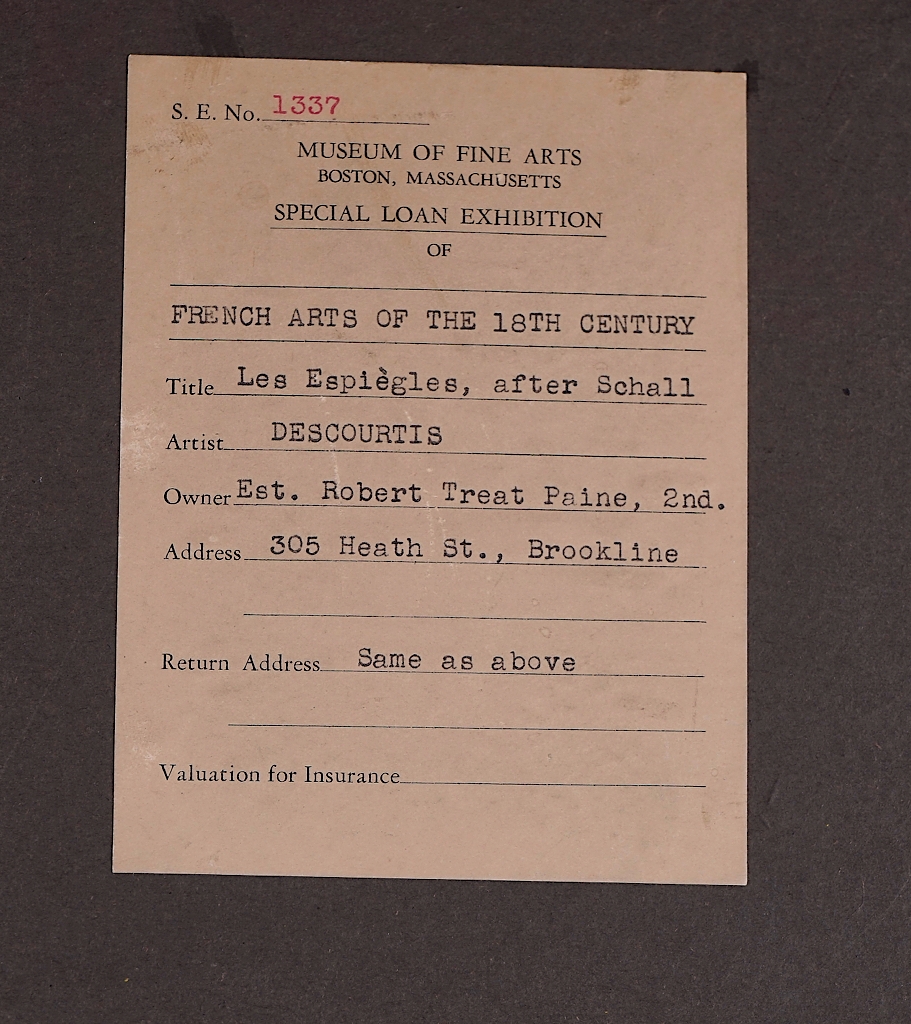 S. E. No. 1337
MUSEUM OF FINE ARTS
BOSTON, MASSACHUSETTS
SPECIAL LOAN EXHIBITION
OF
FRENCH ARTS OF THE 18TH CENTURY
Title Les Espiègles, after Schall
Artist DESCOURTIS
Owner Est. Robert Treat Paine, 2nd.
Address 305 Heath St., Brookline
Return Address Same as above
Valuation for Insurance